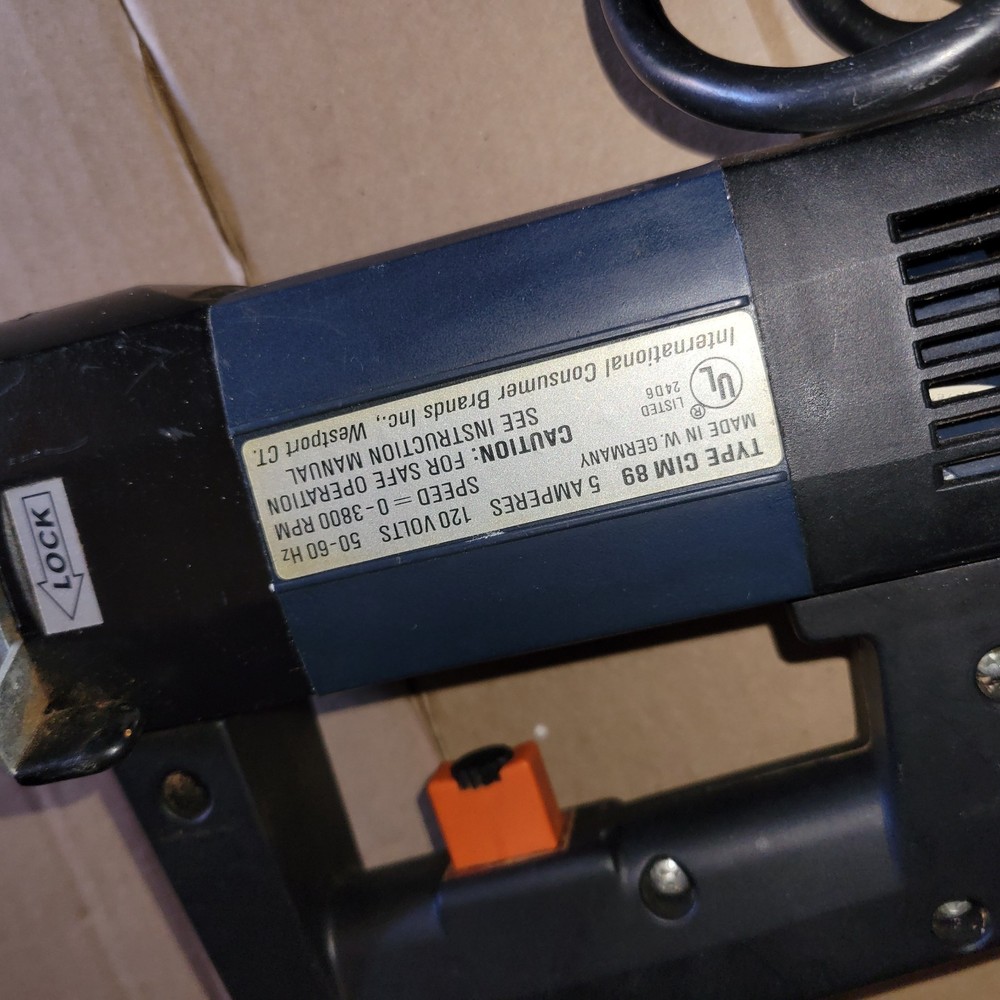 TYPE CIM 89 5 AMPERES 120 VOLTS 50-60 Hz
MADE IN W. GERMANY SPEED = 0 - 3800 RPM
LISTED
24D6
UL ®
CAUTION: FOR SAFE OPERATION
SEE INSTRUCTION MANUAL
International Consumer Brands Inc., Westport CT.
LOCK